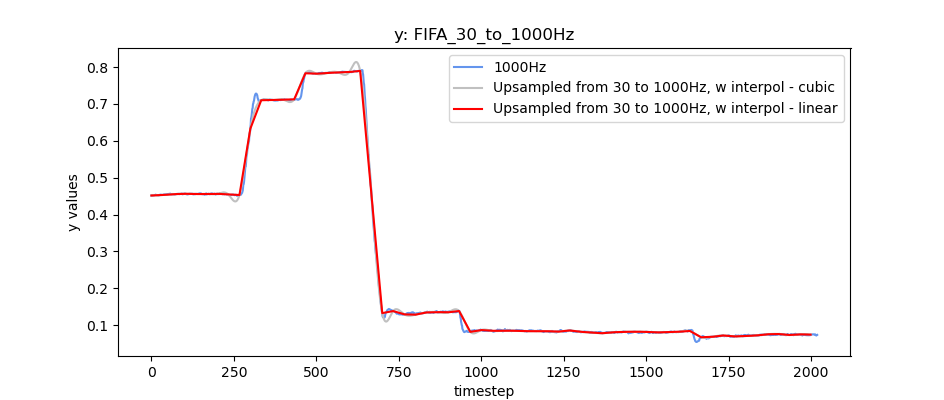 y: FIFA_30_to_1000Hz
1000Hz
Upsampled from 30 to 1000Hz, w interpol - cubic
Upsampled from 30 to 1000Hz, w interpol - linear
y values
0.8
0.7
0.6
0.5
0.4
0.3
0.2
0.1
0 250 500 750 1000 1250 1500 1750 2000
timestep